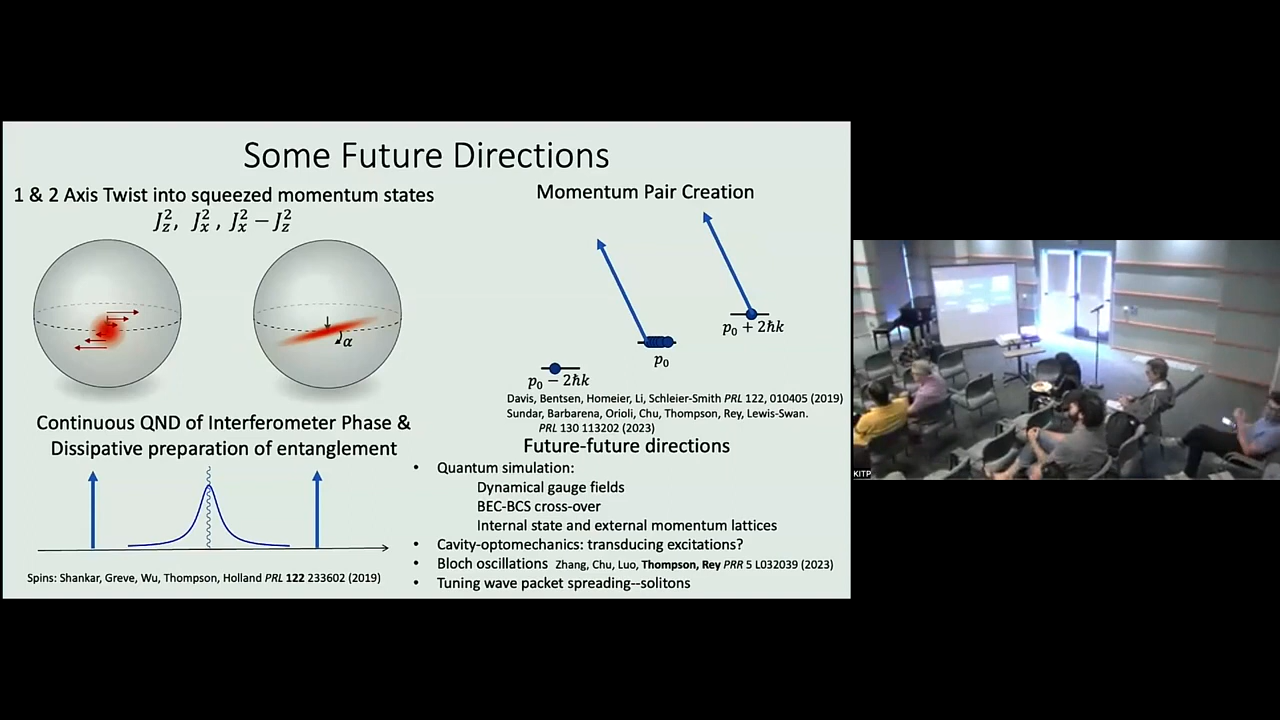 Some Future Directions
1 & 2 Axis Twist into squeezed momentum states
J_z^2, J_x^2, J_x^2 − J_z^2
α
Continuous QND of Interferometer Phase &
Dissipative preparation of entanglement
Spins: Shankar, Greve, Wu, Thompson, Holland PRL 122 233602 (2019)
Momentum Pair Creation
p_0 + 2ħk
p_0
p_0 − 2ħk
Davis, Bentsen, Homeier, Li, Schleier-Smith PRL 122, 010405 (2019)
Sundar, Barbarena, Orioli, Chu, Thompson, Rey, Lewis-Swan.
PRL 130 113202 (2023)
Future-future directions
• Quantum simulation:
Dynamical gauge fields
BEC-BCS cross-over
Internal state and external momentum lattices
• Cavity-optomechanics: transducing excitations?
• Bloch oscillations Zhang, Chu, Luo, Thompson, Rey PRR 5 L032039 (2023)
• Tuning wave packet spreading--solitons
KITP